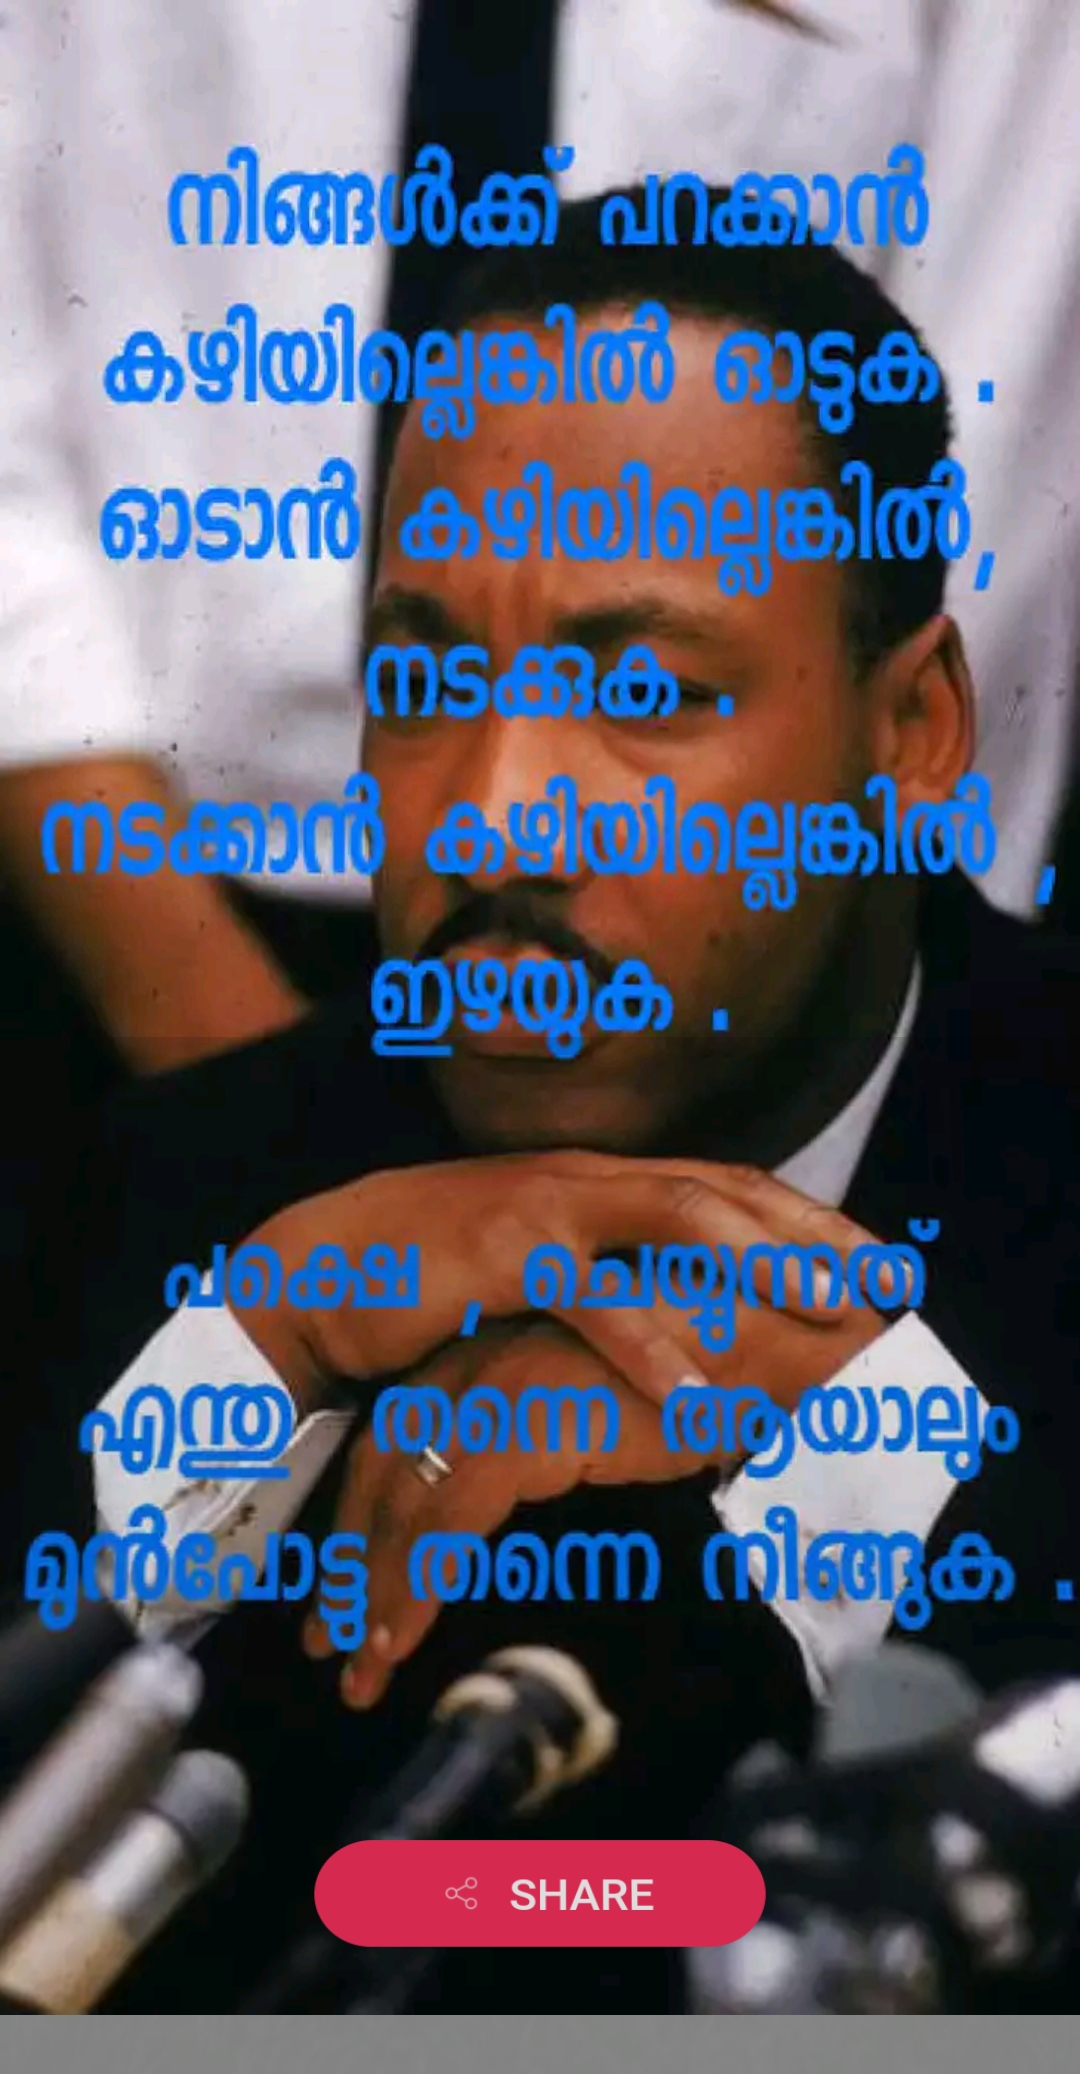 നിങ്ങൾക്ക് പറക്കാൻ
കഴിയില്ലെങ്കിൽ ഓടുക .
ഓടാൻ കഴിയില്ലെങ്കിൽ,
നടക്കുക .
നടക്കാൻ കഴിയില്ലെങ്കിൽ ,
ഇഴയുക .
പക്ഷെ , ചെയ്യുന്നത്
എന്തു തന്നെ ആയാലും
മുൻപോട്ടു തന്നെ നീങ്ങുക .
SHARE